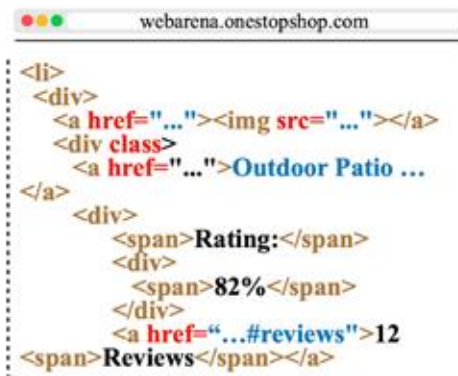 webarena.onestopshop.com
<li>
<div>
<a href="..."><img src="..."></a>
<div class>
<a href="...">Outdoor Patio ...
</a>
<div>
<span>Rating:</span>
<div>
<span>82%</span>
</div>
<a href=“…#reviews">12
<span>Reviews</span></a>